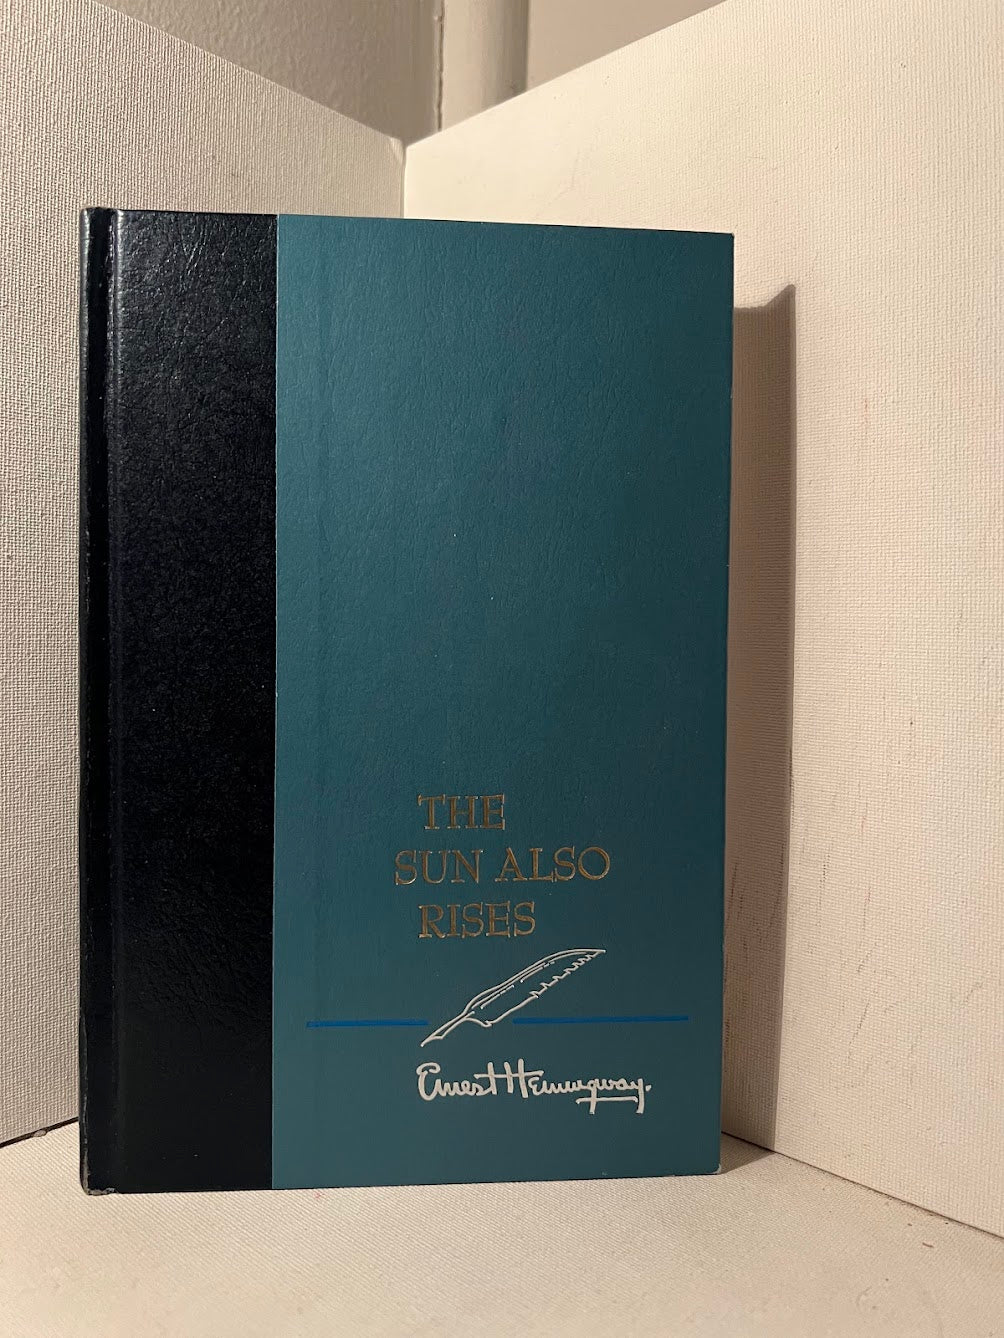 THE
SUN ALSO
RISES
Ernest Hemingway.